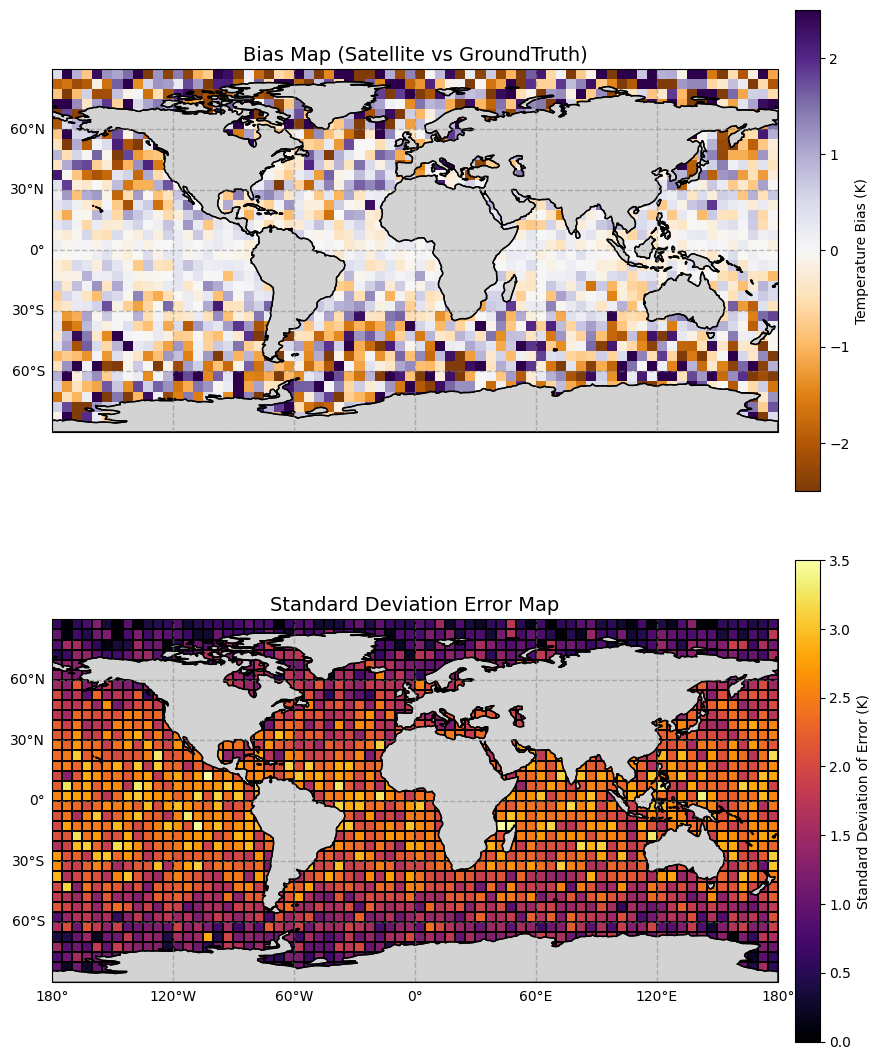 Bias Map (Satellite vs GroundTruth)
60°N
30°N
0°
30°S
60°S
2
1
0
−1
−2
Temperature Bias (K)
Standard Deviation Error Map
60°N
30°N
0°
30°S
60°S
180°
120°W
60°W
0°
60°E
120°E
180°
3.5
3.0
2.5
2.0
1.5
1.0
0.5
0.0
Standard Deviation of Error (K)